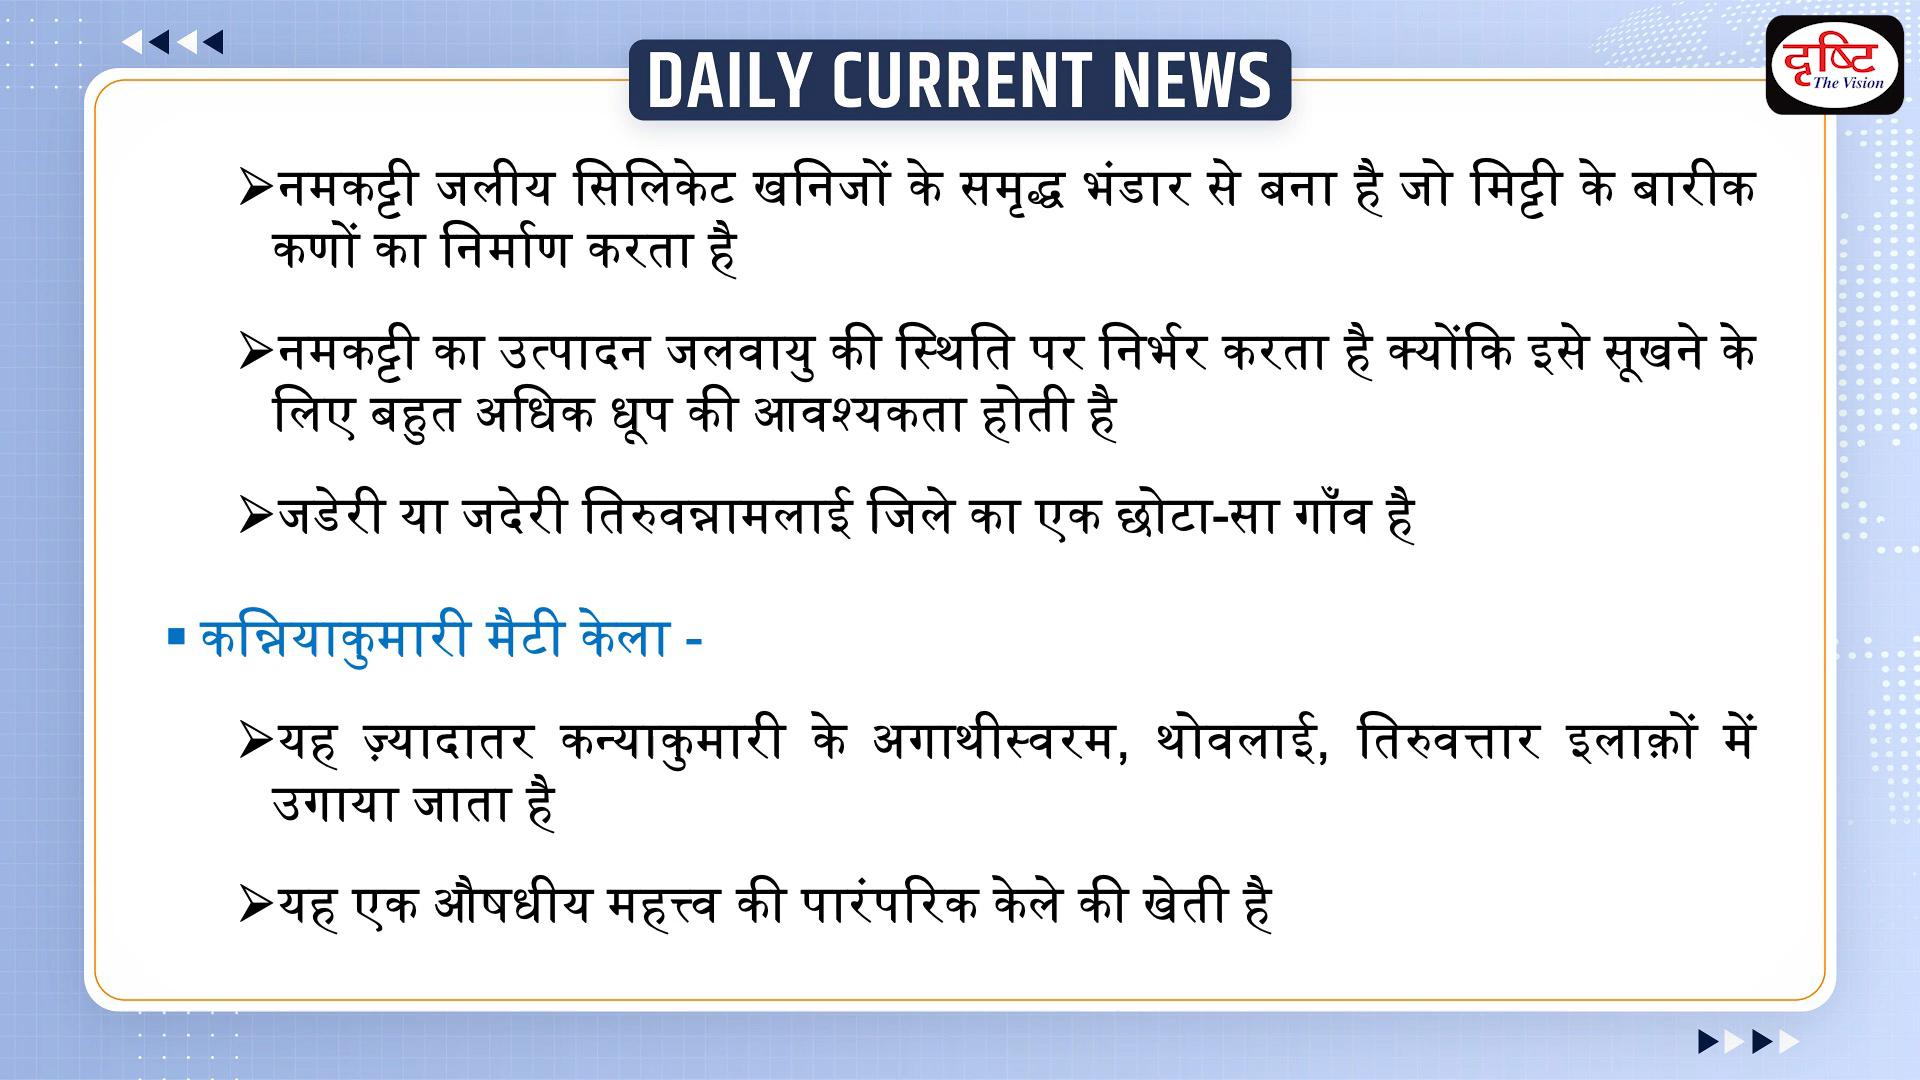 DAILY CURRENT NEWS
दृष्टि
The Vision
➢नमकट्टी जलीय सिलिकेट खनिजों के समृद्ध भंडार से बना है जो मिट्टी के बारीक
कणों का निर्माण करता है
➢नमकट्टी का उत्पादन जलवायु की स्थिति पर निर्भर करता है क्योंकि इसे सूखने के
लिए बहुत अधिक धूप की आवश्यकता होती है
➢जडेरी या जदेरी तिरुवन्नामलाई जिले का एक छोटा-सा गाँव है
▪ कन्नियाकुमारी मैटी केला -
➢यह ज़्यादातर कन्याकुमारी के अगाथीस्वरम, थोवलाई, तिरुवत्तार इलाक़ों में
उगाया जाता है
➢यह एक औषधीय महत्त्व की पारंपरिक केले की खेती है